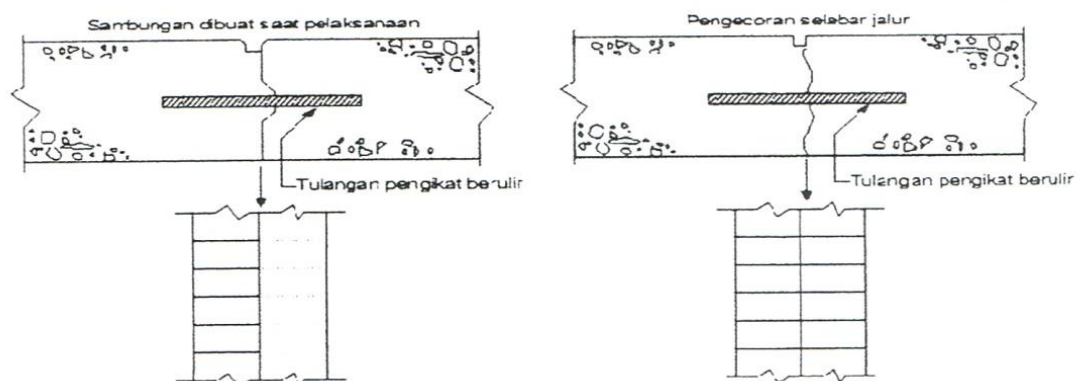 Sambungan dibuat saat pelaksanaan
Pengecoran selebar jalur
Tulangan pengikat berulir
Tulangan pengikat berulir